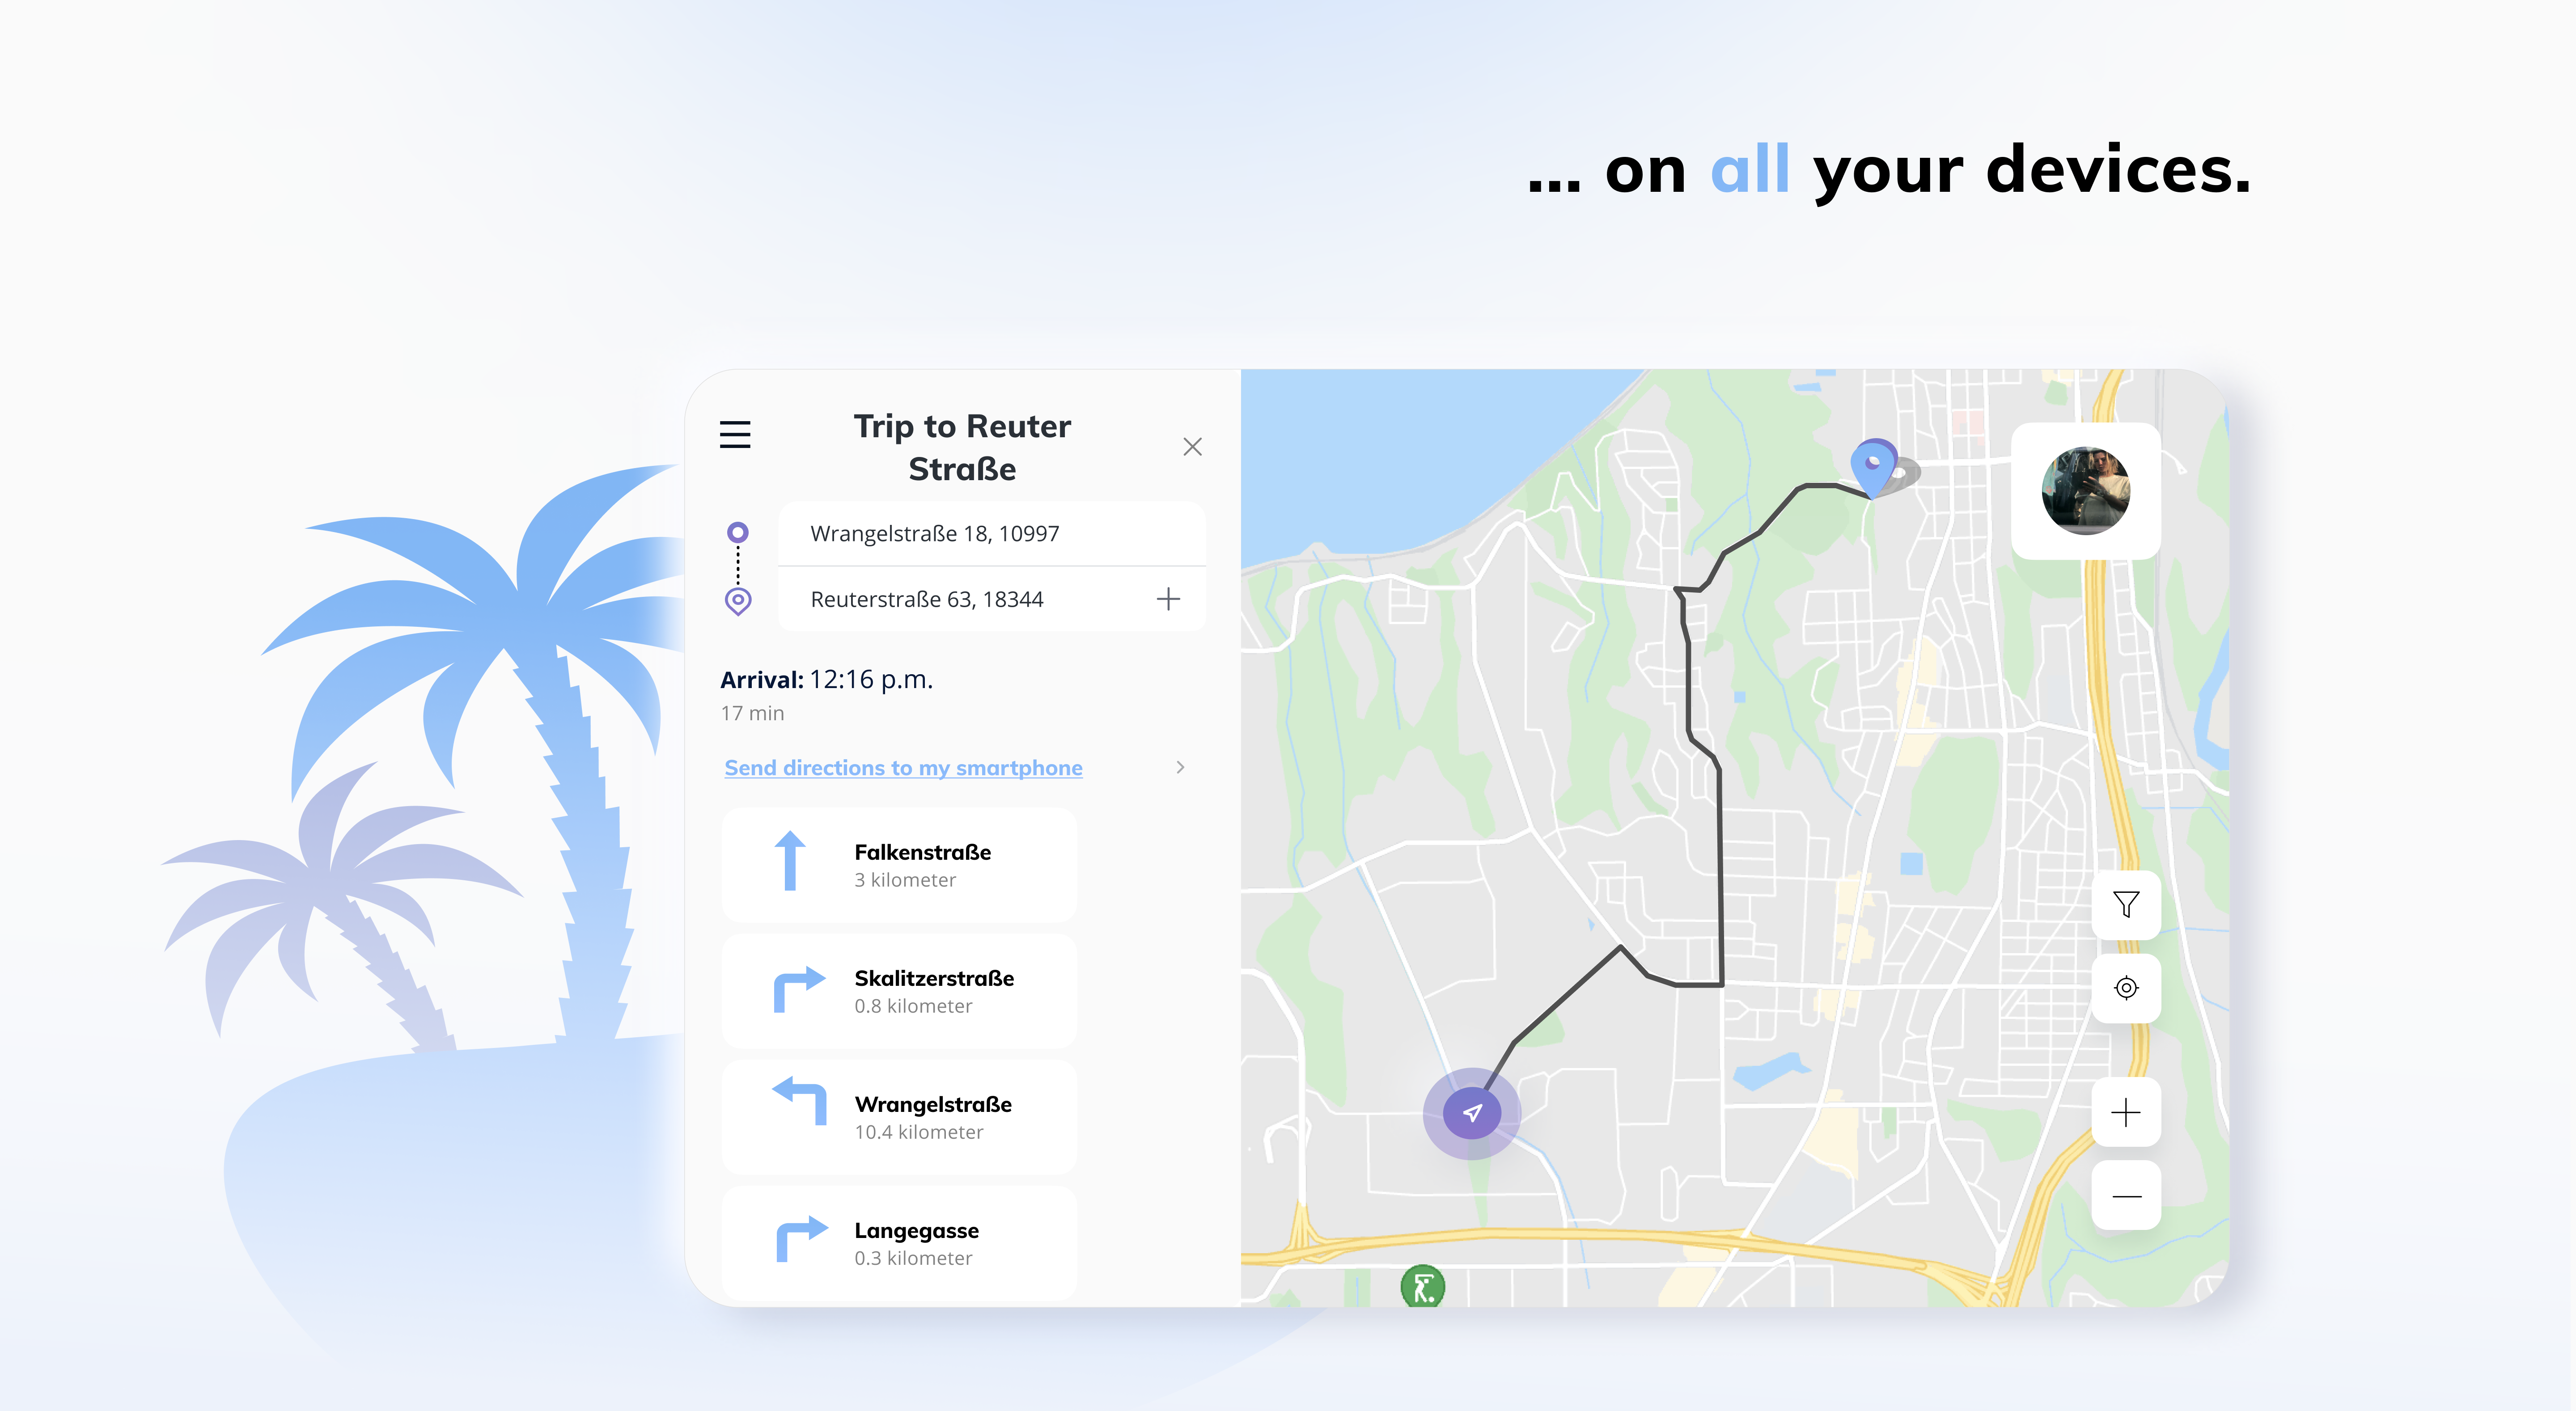 ... on all your devices.
Trip to Reuter
Straße
Wrangelstraße 18, 10997
Reuterstraße 63, 18344
Arrival: 12:16 p.m.
17 min
Send directions to my smartphone
Falkenstraße
3 kilometer
Skalitzerstraße
0.8 kilometer
Wrangelstraße
10.4 kilometer
Langegasse
0.3 kilometer